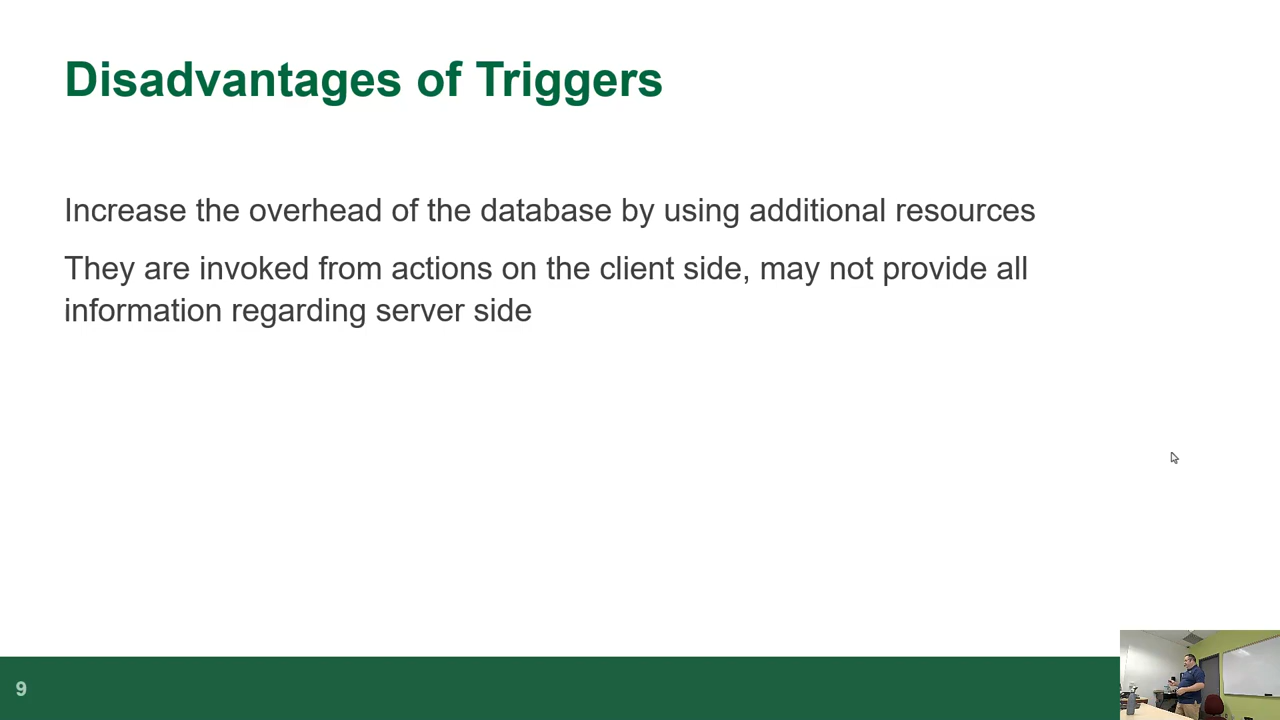 Disadvantages of Triggers
Increase the overhead of the database by using additional resources
They are invoked from actions on the client side, may not provide all
information regarding server side
9